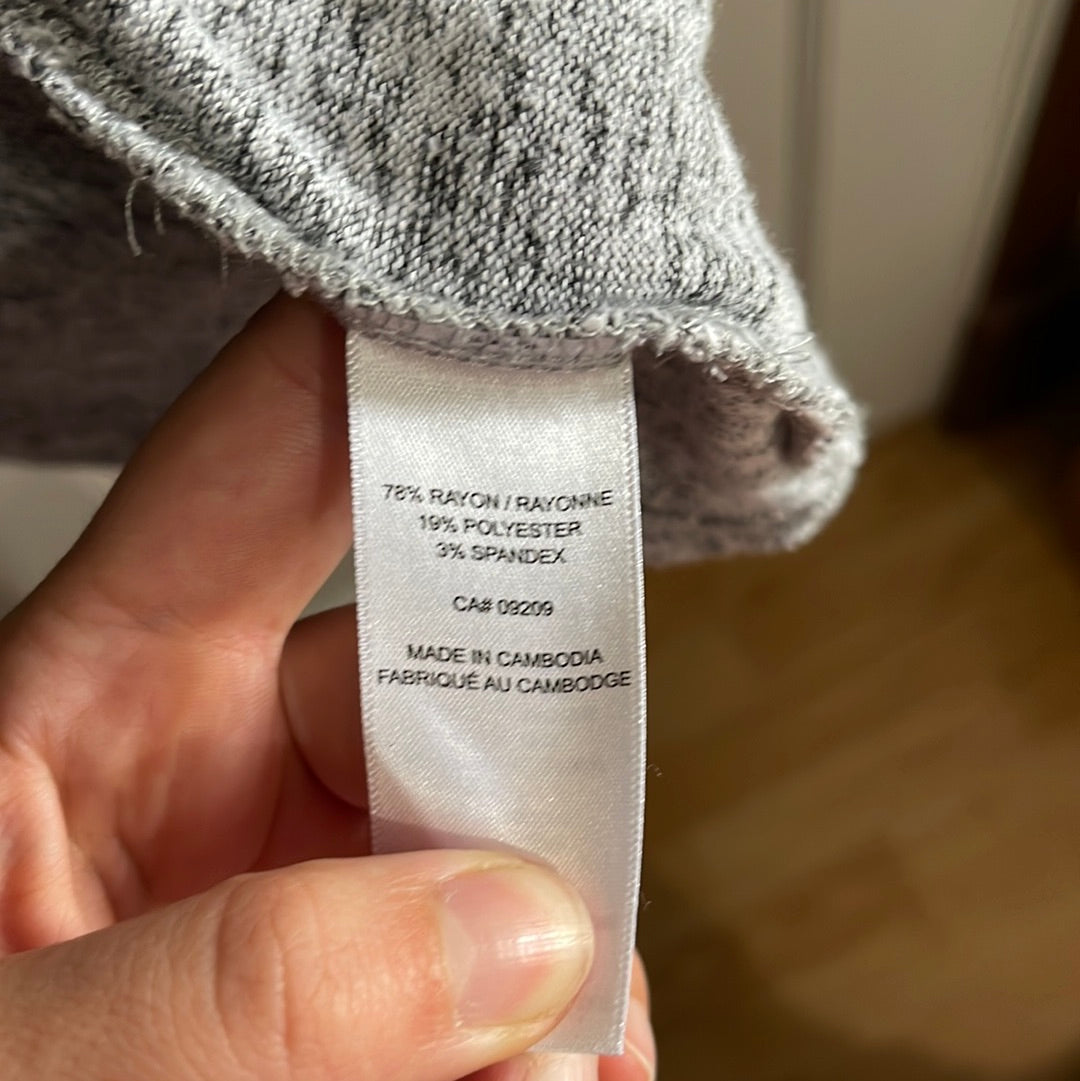 78% RAYON / RAYONNE
19% POLYESTER
3% SPANDEX
CA# 09209
MADE IN CAMBODIA
FABRIQUÉ AU CAMBODGE